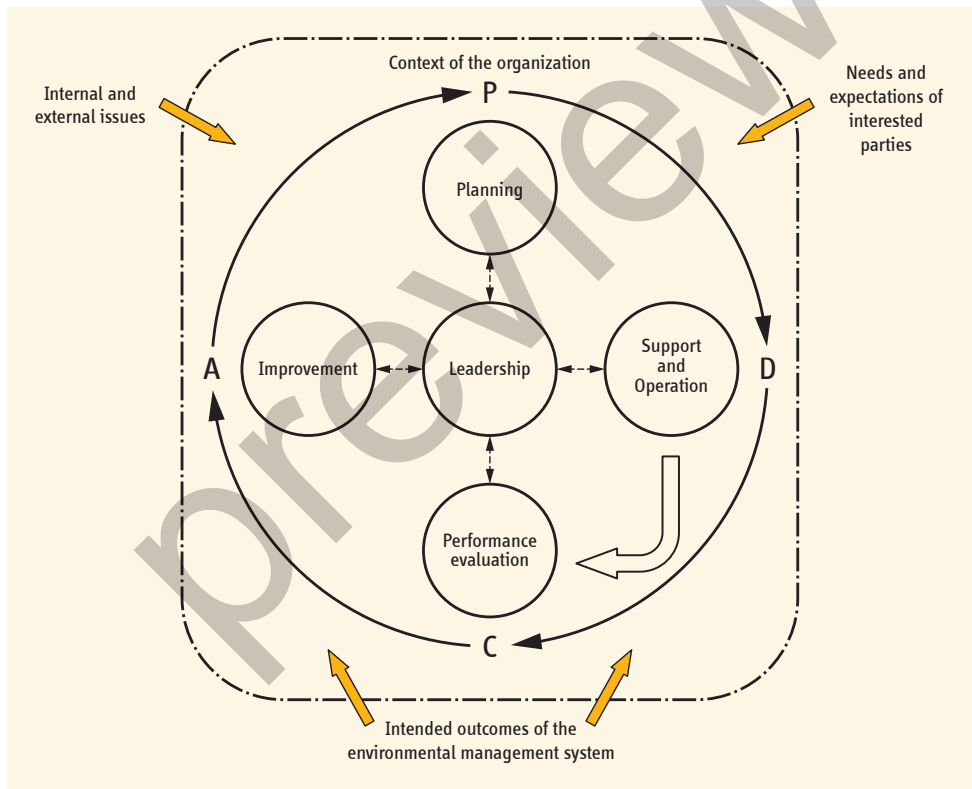 Context of the organization
Internal and
external issues
Needs and
expectations of
interested
parties
P
Planning
A
Improvement
Leadership
Support
and
Operation
D
Performance
evaluation
C
Intended outcomes of the
environmental management system
preview